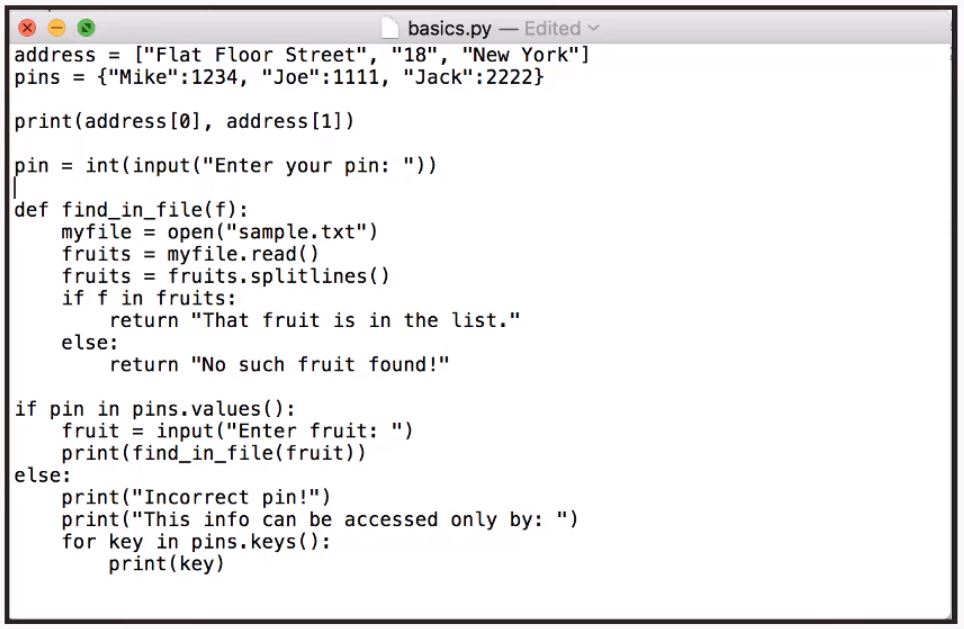 basics.py — Edited
address = ["Flat Floor Street", "18", "New York"]
pins = {"Mike":1234, "Joe":1111, "Jack":2222}
print(address[0], address[1])
pin = int(input("Enter your pin: "))
def find_in_file(f):
    myfile = open("sample.txt")
    fruits = myfile.read()
    fruits = fruits.splitlines()
    if f in fruits:
        return "That fruit is in the list."
    else:
        return "No such fruit found!"
if pin in pins.values():
    fruit = input("Enter fruit: ")
    print(find_in_file(fruit))
else:
    print("Incorrect pin!")
    print("This info can be accessed only by: ")
    for key in pins.keys():
        print(key)